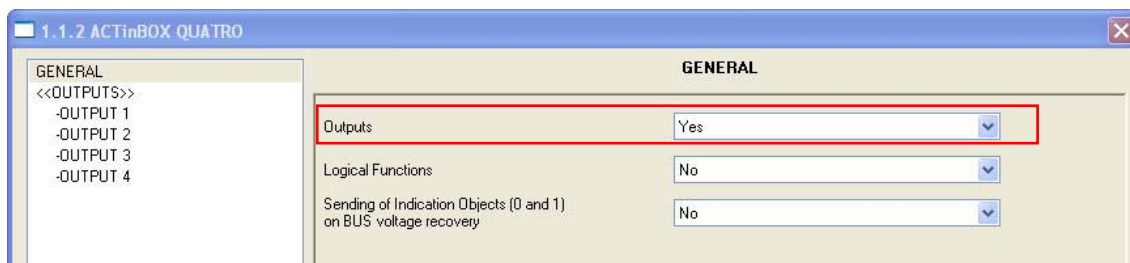 1.1.2 ACTinBOX QUATRO
GENERAL
<<OUTPUTS>>
-OUTPUT 1
-OUTPUT 2
-OUTPUT 3
-OUTPUT 4
GENERAL
Outputs Yes
Logical Functions No
Sending of Indication Objects (0 and 1)
on BUS voltage recovery No